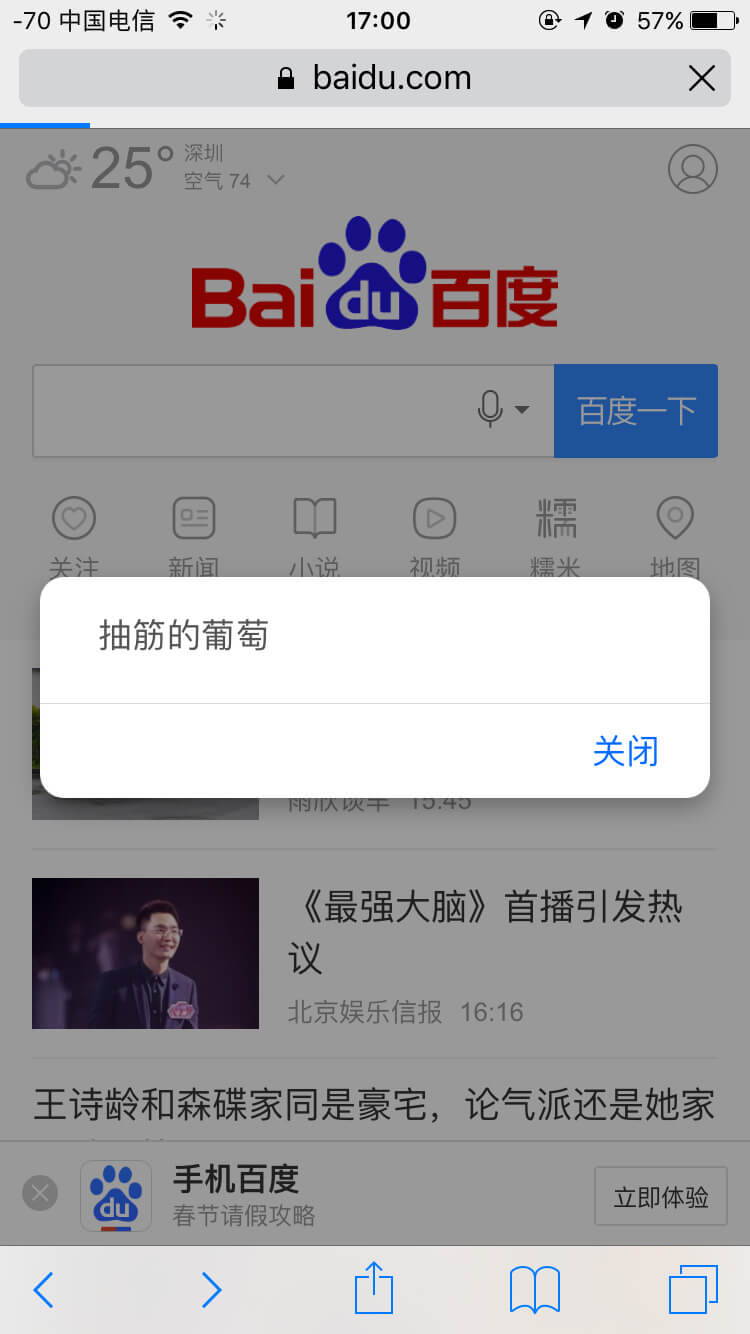 -70 中国电信 17:00 57%
baidu.com
25° 深圳
空气 74
Bai du 百度
百度一下
关注 新闻 小说 视频 糯 糯米 地图
抽筋的葡萄
关闭
15:45
《最强大脑》首播引发热
议
北京娱乐信报 16:16
王诗龄和森碟家同是豪宅，论气派还是她家
du 手机百度
春节请假攻略
立即体验